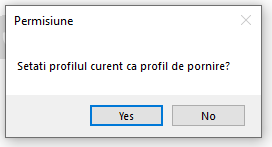 Permisiune
Setati profilul curent ca profil de pornire?
Yes
No